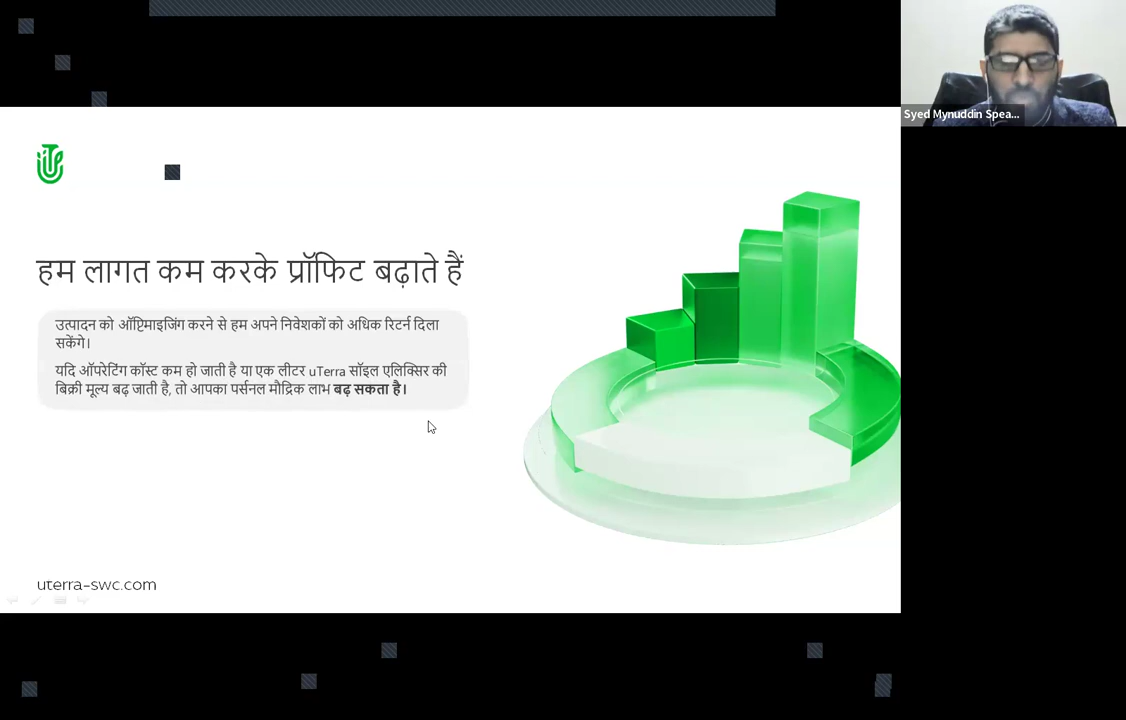 Syed Mynuddin Spea...
हम लागत कम करके प्रॉफिट बढ़ाते हैं
उत्पादन को ऑप्टिमाइजिंग करने से हम अपने निवेशकों को अधिक रिटर्न दिला
सकेंगे।
यदि ऑपरेटिंग कॉस्ट कम हो जाती है या एक लीटर uTerra सॉइल एलिक्सिर की
बिक्री मूल्य बढ़ जाती है, तो आपका पर्सनल मौद्रिक लाभ बढ़ सकता है।
uterra-swc.com